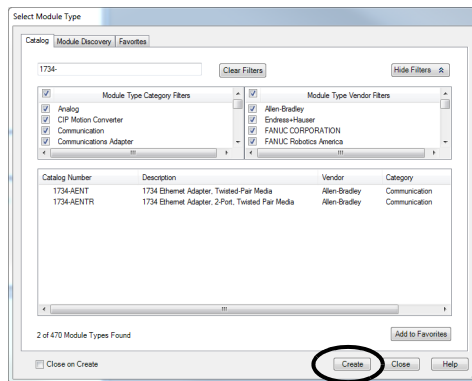 Select Module Type
Catalog Module Discovery Favorites
1734-
Clear Filters
Hide Filters
Module Type Category Filters
Module Type Vendor Filters
Analog
Allen-Bradley
CIP Motion Converter
Endress+Hauser
Communication
FANUC CORPORATION
Communications Adapter
FANUC Robotics America
Catalog Number Description Vendor Category
1734-AENT 1734 Ethernet Adapter, Twisted-Pair Media Allen-Bradley Communication
1734-AENTR 1734 Ethernet Adapter, 2-Port, Twisted Pair Media Allen-Bradley Communication
2 of 470 Module Types Found
Add to Favorites
Close on Create
Create
Close
Help